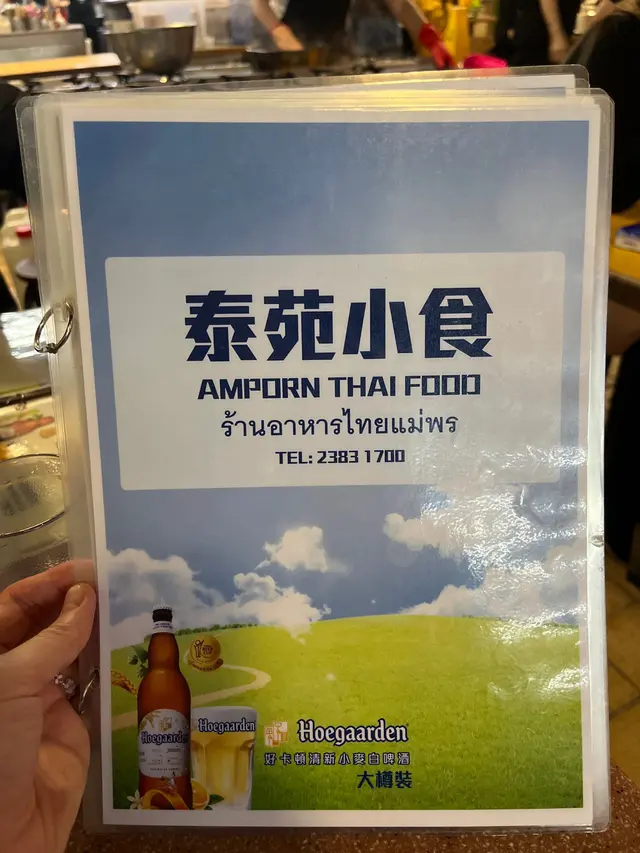 泰苑小食
AMPORN THAI FOOD
ร้านอาหารไทยแม่พร
TEL: 2383 1700
Hoegaarden
Hoegaarden
Hoegaarden
好卡頓清新小麥白啤酒
大樽裝